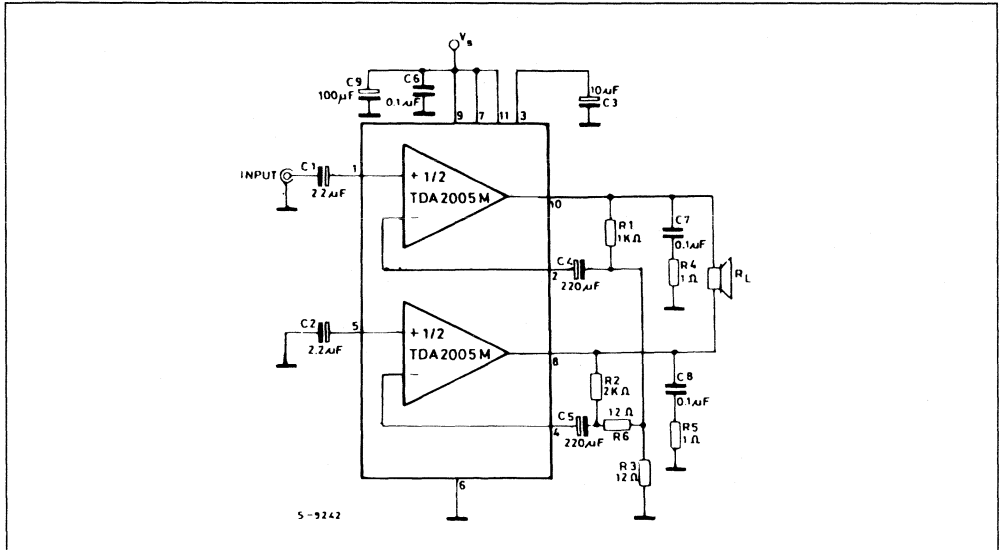 Vs
C9
100µF
C6
0.1µF
10µF
C3
9
7
11
3
INPUT
C1
2.2µF
1
+ 1/2
TDA2005M
−
10
R1
1KΩ
C7
0.1µF
R4
1Ω
RL
C4
220µF
2
C2
2.2µF
5
+ 1/2
TDA2005M
−
8
R2
2KΩ
C8
0.1µF
12Ω
R6
C5
220µF
4
R5
1Ω
R3
12Ω
6
S-9242